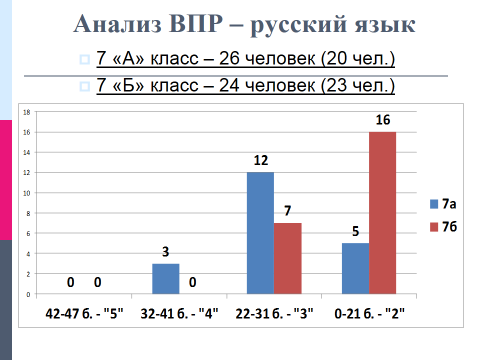 Анализ ВПР – русский язык
7 «А» класс – 26 человек (20 чел.)
7 «Б» класс – 24 человек (23 чел.)
18
16
14
12
10
8
6
4
2
0
0 0
3 0
12 7
5 16
42-47 б. - "5" 32-41 б. - "4" 22-31 б. - "3" 0-21 б. - "2"
7а
7б